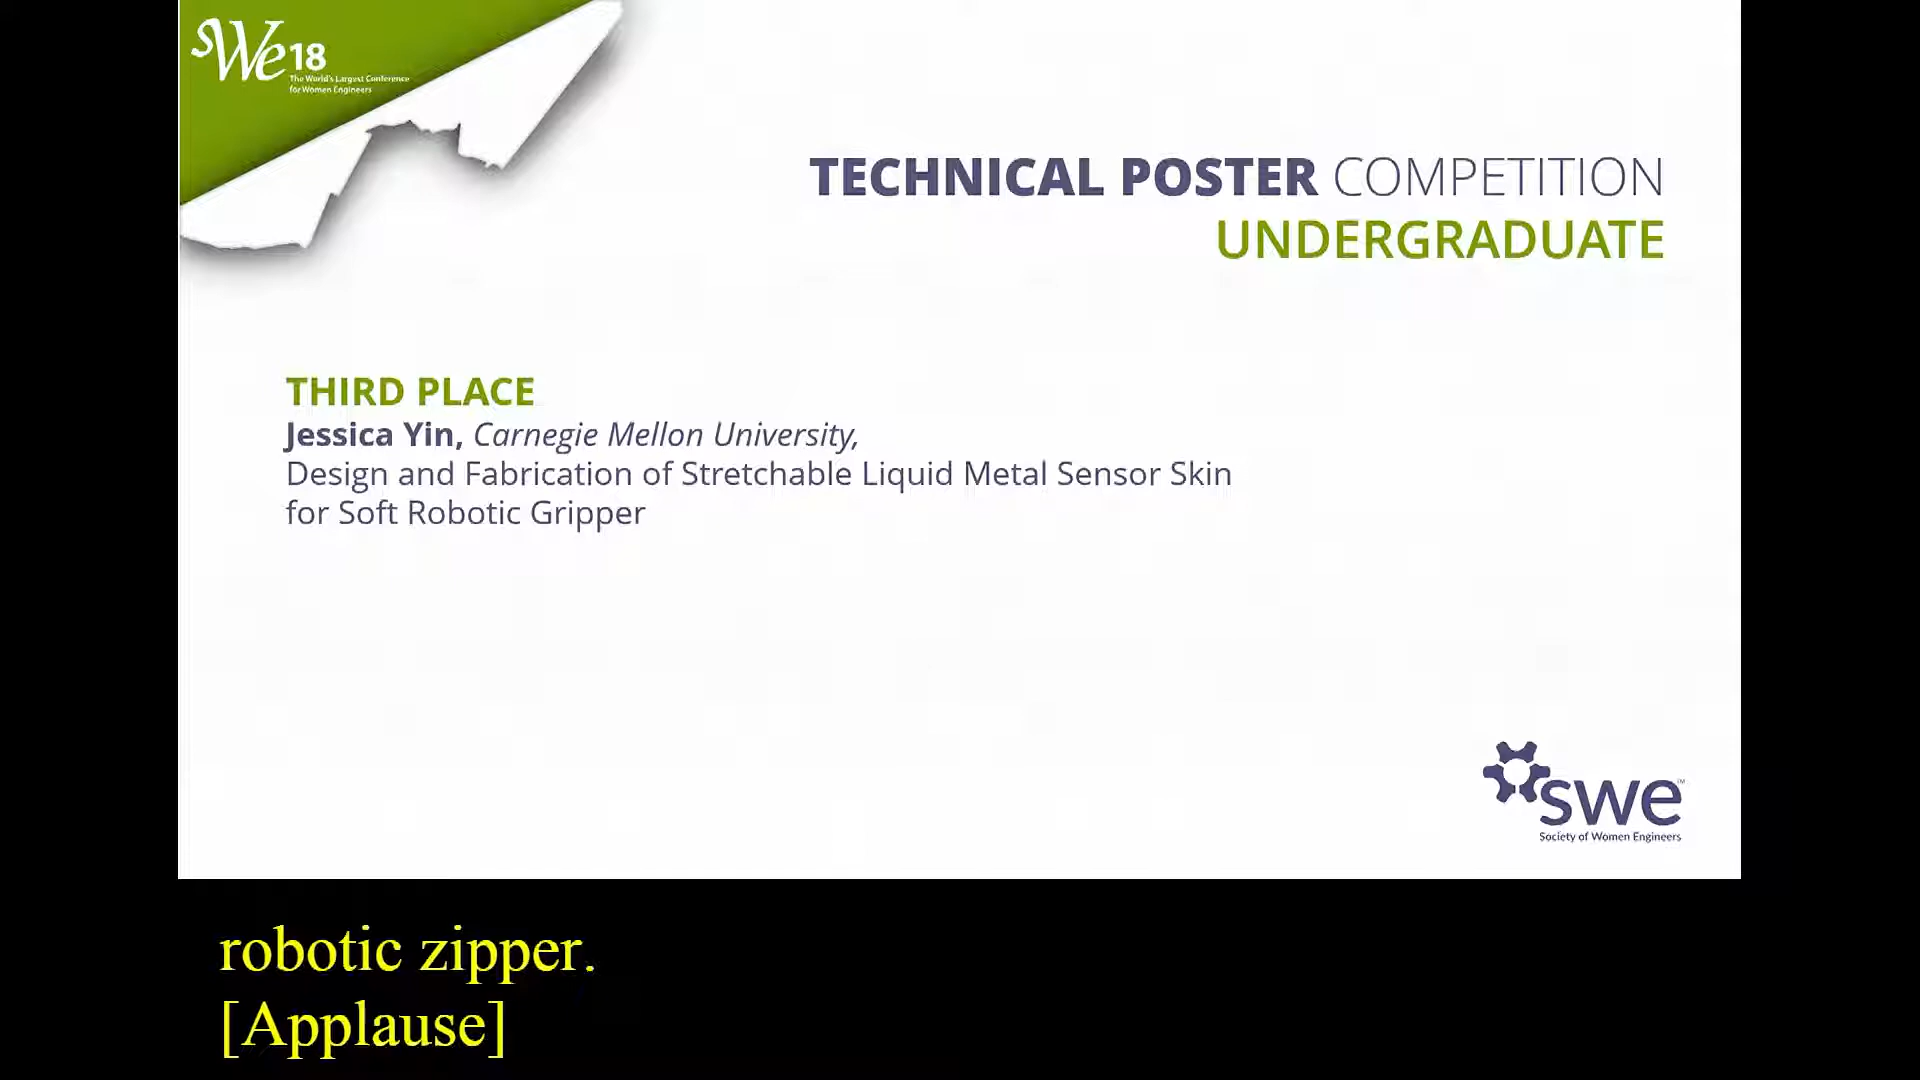 sWe18
The World's Largest Conference
for Women Engineers
TECHNICAL POSTER COMPETITION
UNDERGRADUATE
THIRD PLACE
Jessica Yin, Carnegie Mellon University,
Design and Fabrication of Stretchable Liquid Metal Sensor Skin
for Soft Robotic Gripper
swe™
Society of Women Engineers
robotic zipper.
[Applause]